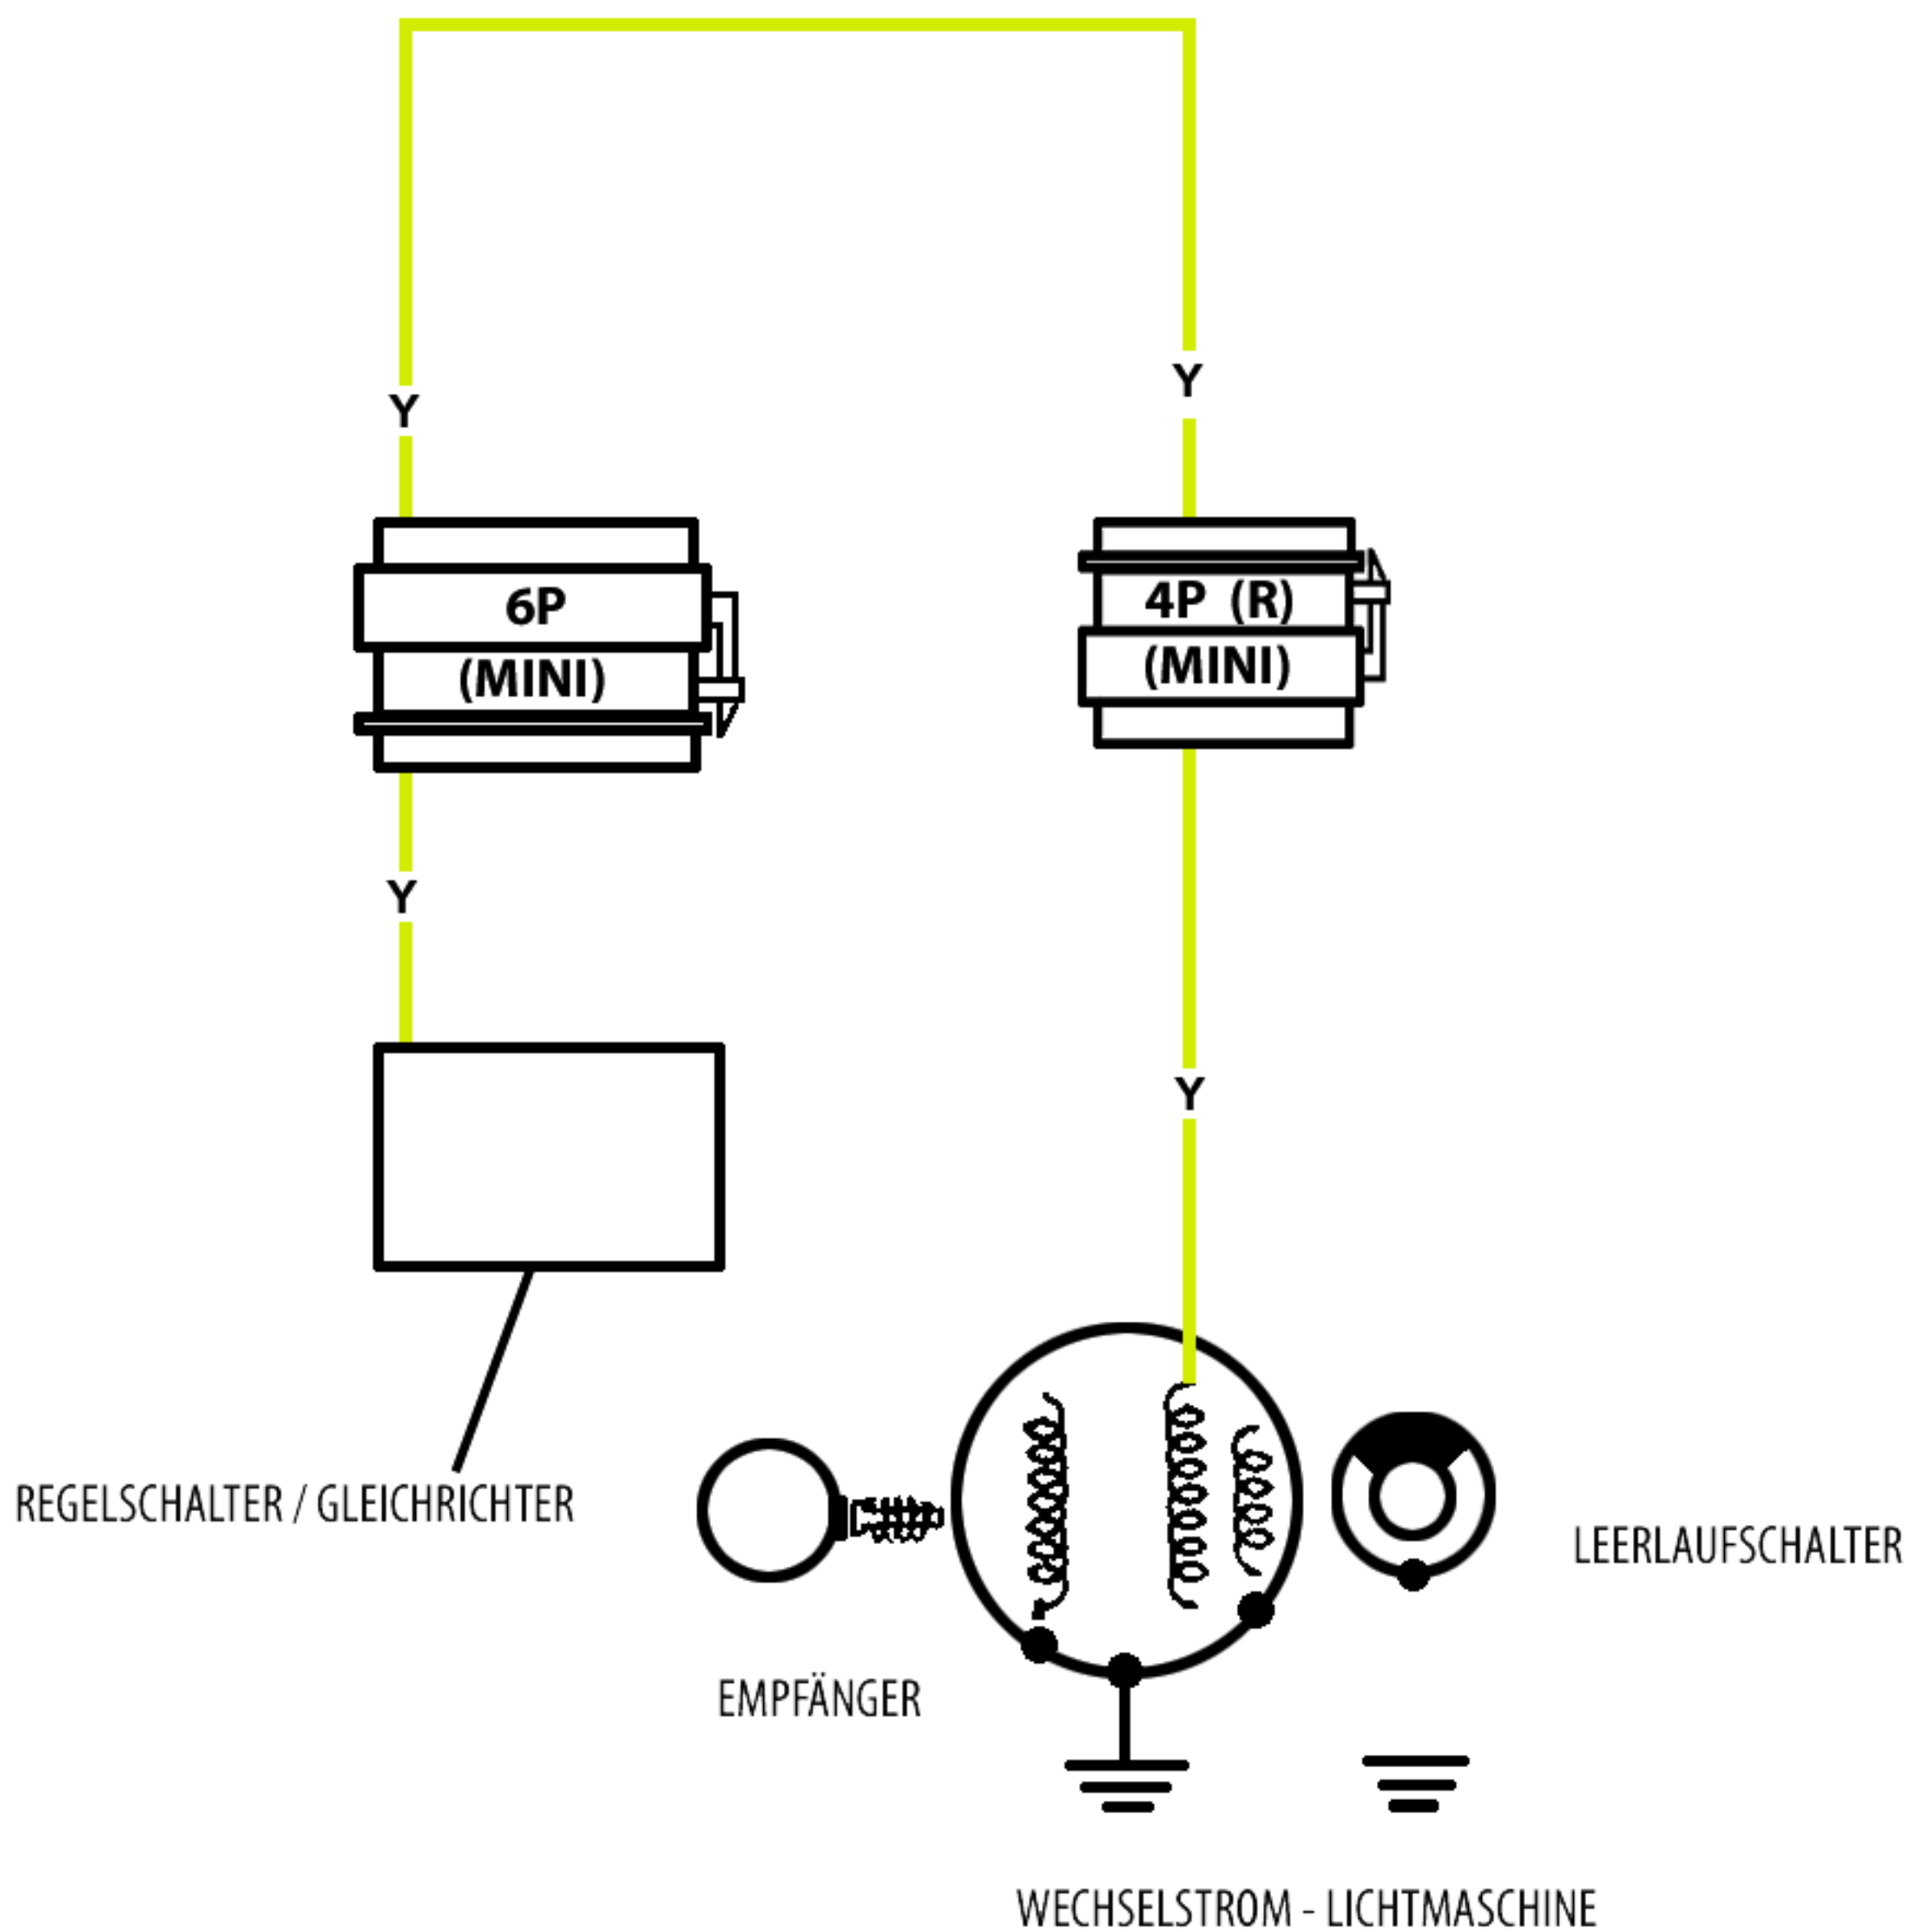 Y
Y
6P
(MINI)
4P (R)
(MINI)
Y
Y
REGELSCHALTER / GLEICHRICHTER
LEERLAUFSCHALTER
EMPFÄNGER
WECHSELSTROM - LICHTMASCHINE